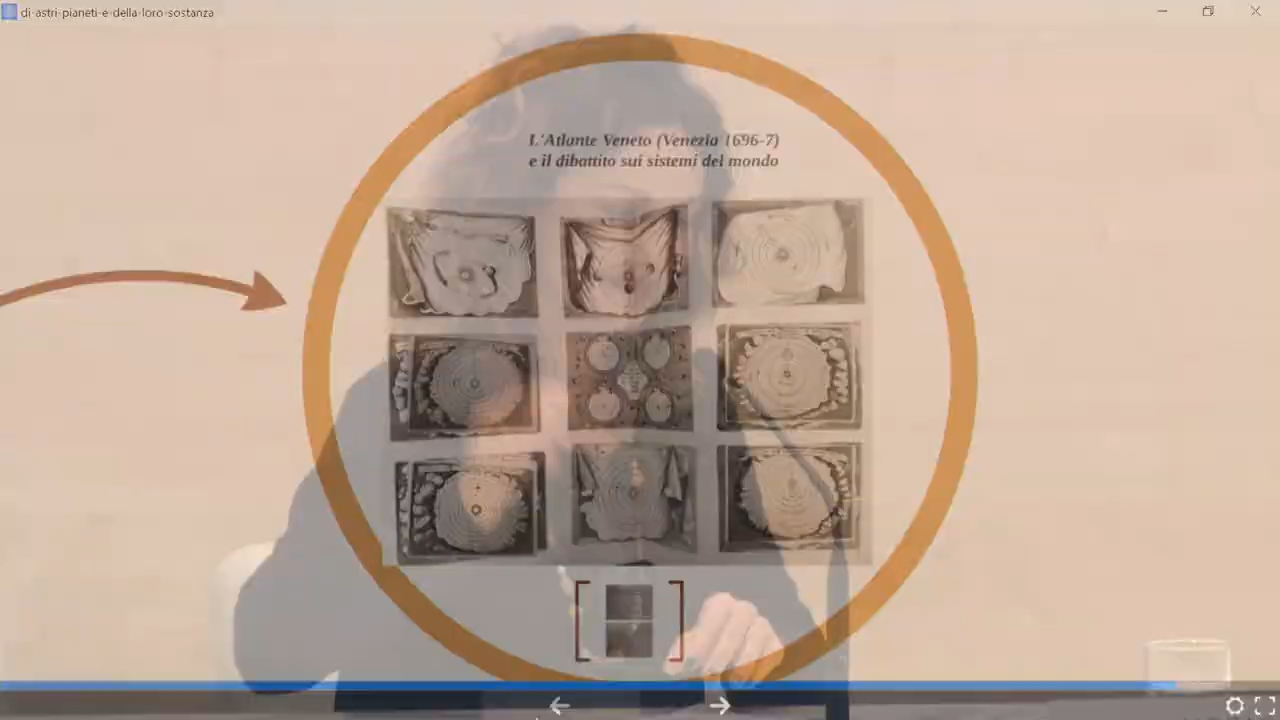 di-astri-pianeti-e-della-loro-sostanza
L'Atlante Veneto (Venezia 1696-7)
e il dibattito sui sistemi del mondo